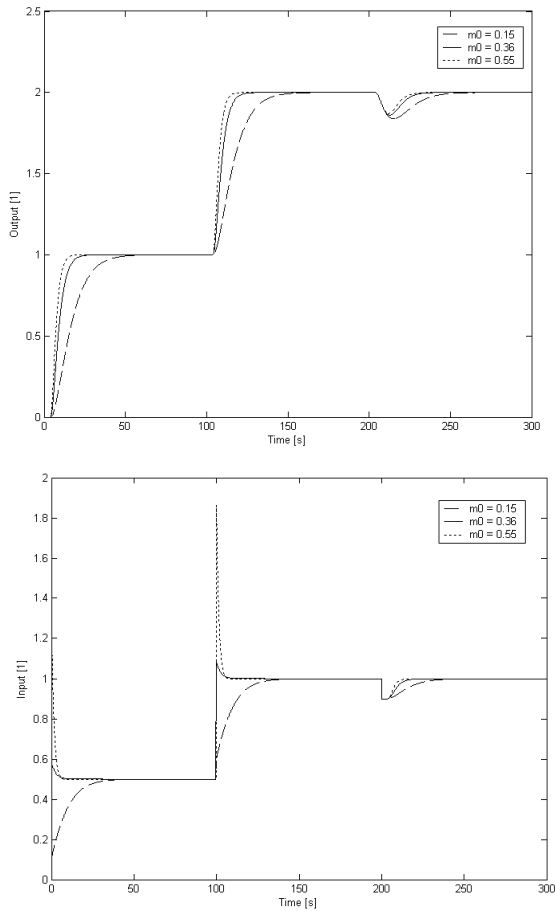 2.5
2
1.5
1
0.5
0
Output [1]
m0 = 0.15
m0 = 0.36
m0 = 0.55
0 50 100 150 200 250 300
Time [s]
2
1.8
1.6
1.4
1.2
1
0.8
0.6
0.4
0.2
0
Input [1]
m0 = 0.15
m0 = 0.36
m0 = 0.55
0 50 100 150 200 250 300
Time [s]